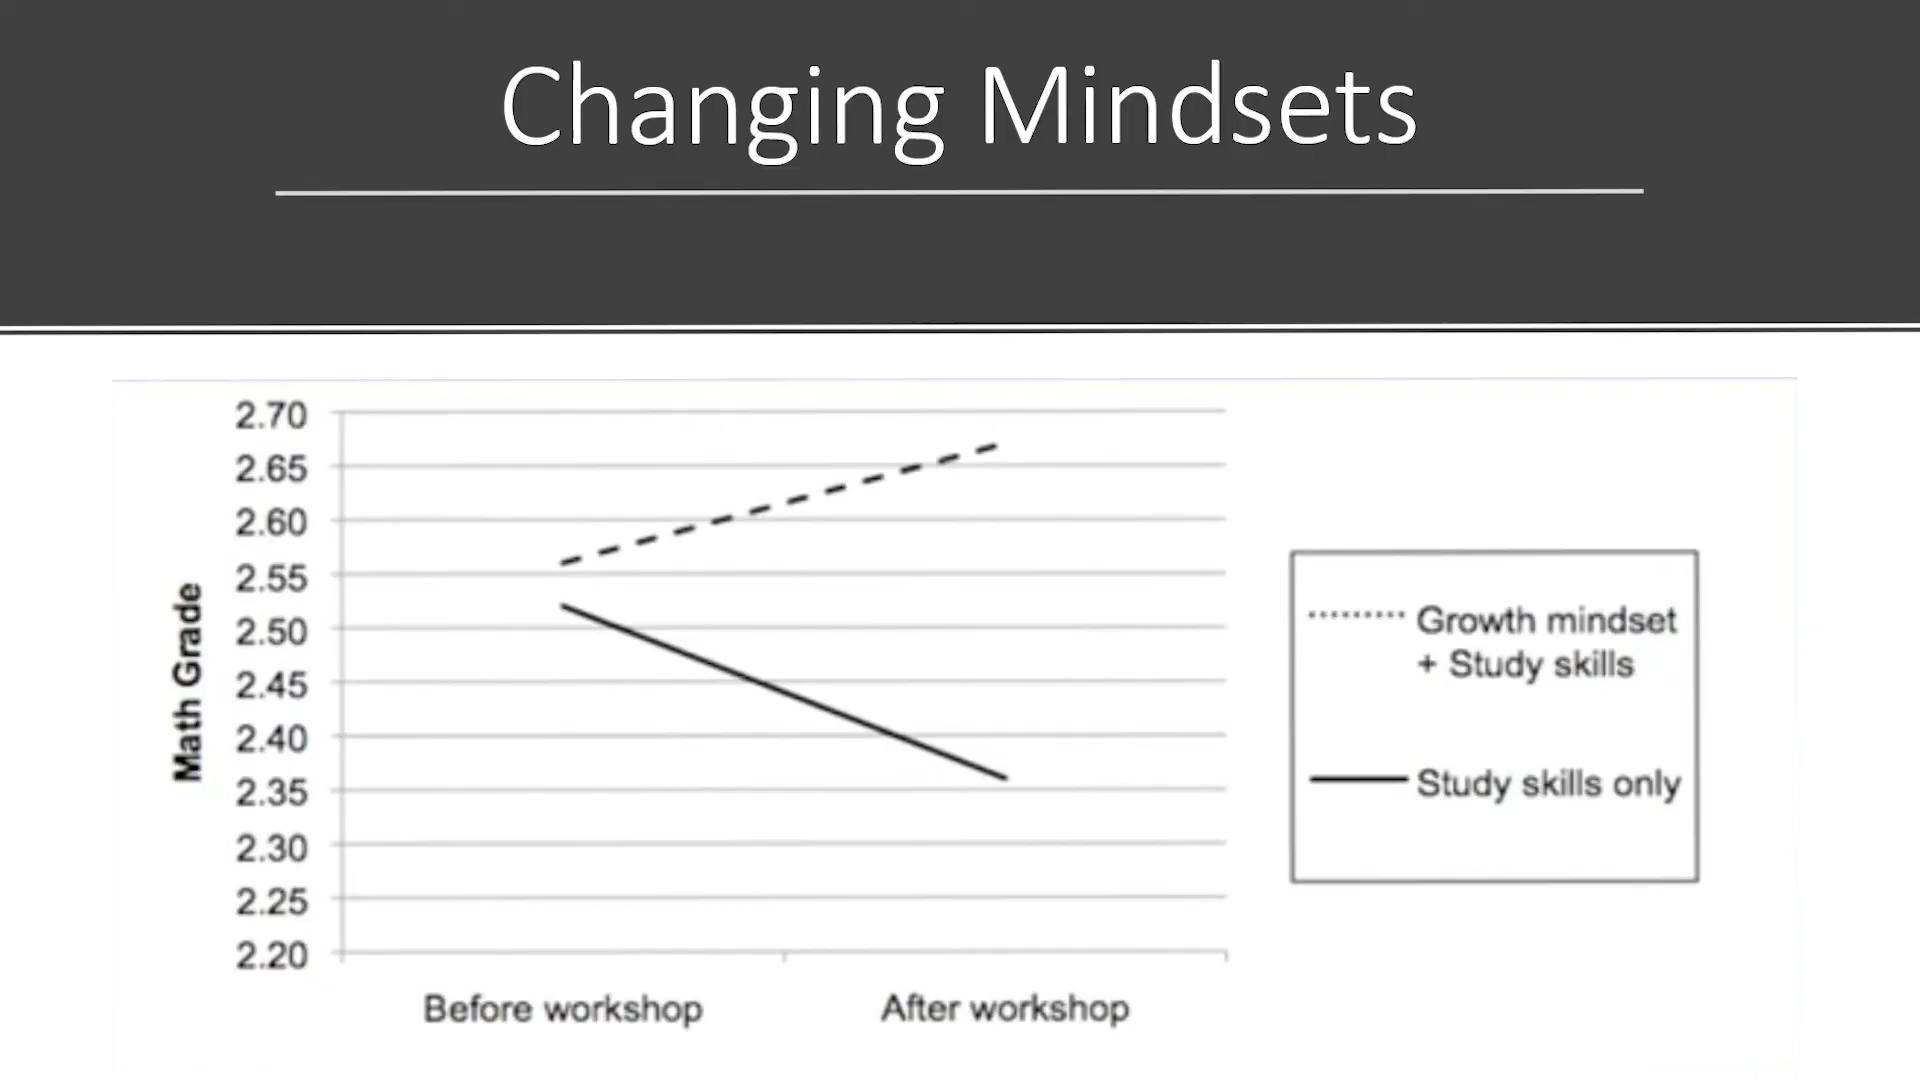 Changing Mindsets
2.70
2.65
2.60
2.55
2.50
2.45
2.40
2.35
2.30
2.25
2.20
Math Grade
Before workshop
After workshop
Growth mindset
+ Study skills
Study skills only